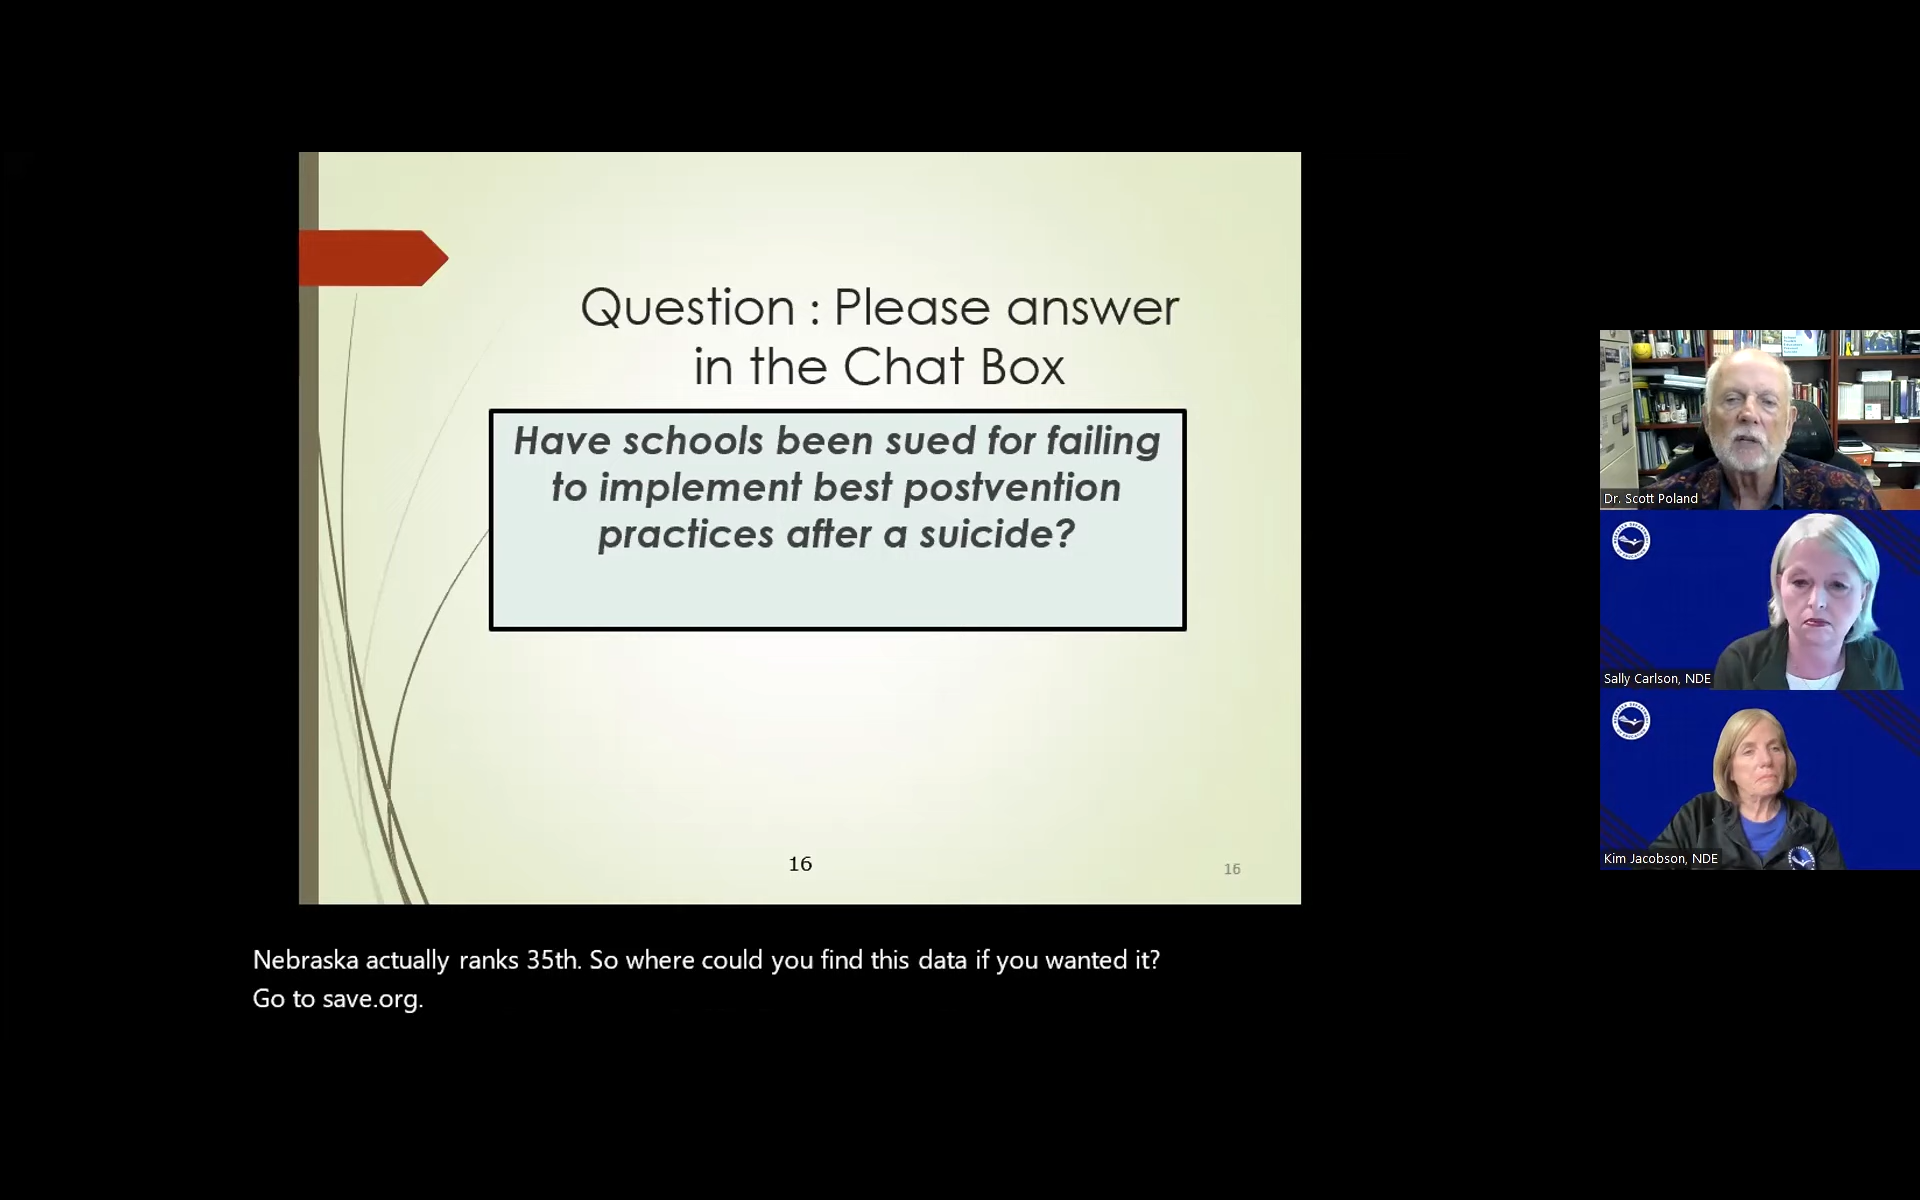 Question : Please answer
in the Chat Box
Have schools been sued for failing
to implement best postvention
practices after a suicide?
16
16
Dr. Scott Poland
Sally Carlson, NDE
Kim Jacobson, NDE
Nebraska actually ranks 35th. So where could you find this data if you wanted it?
Go to save.org.